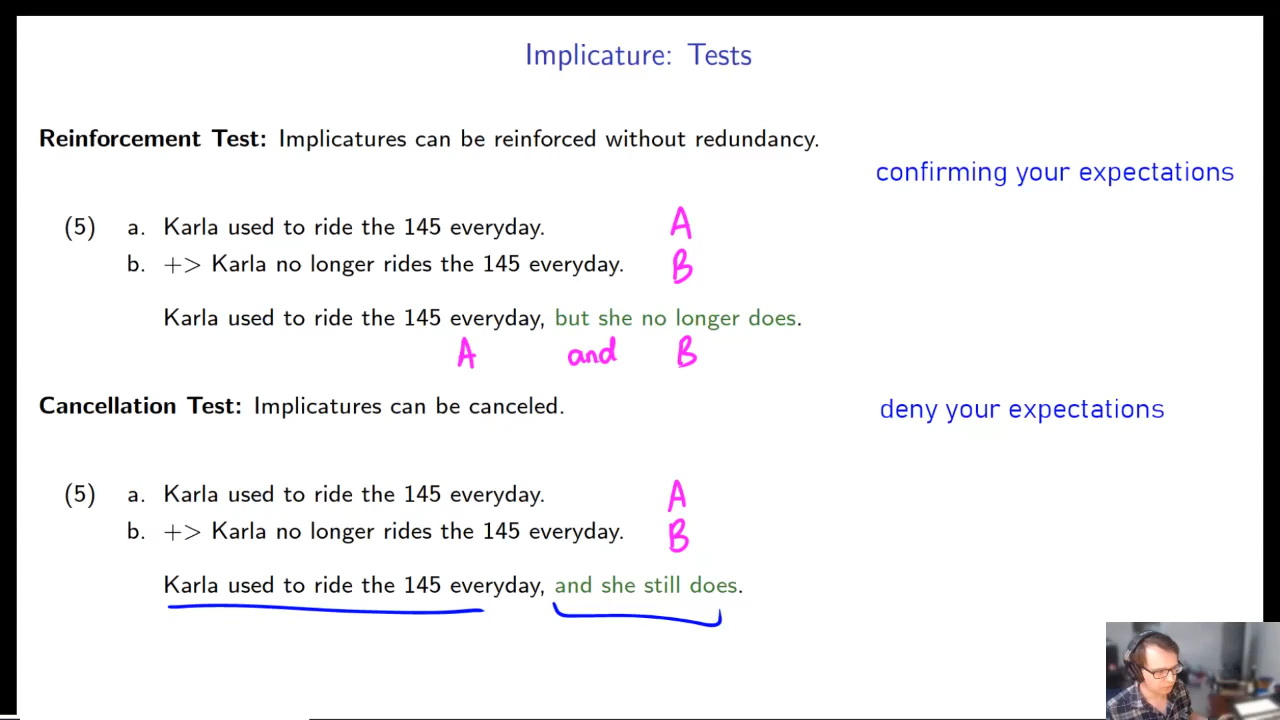 Implicature: Tests
Reinforcement Test: Implicatures can be reinforced without redundancy.
confirming your expectations
(5) a. Karla used to ride the 145 everyday. A
b. +> Karla no longer rides the 145 everyday. B
Karla used to ride the 145 everyday, but she no longer does.
A and B
Cancellation Test: Implicatures can be canceled.
deny your expectations
(5) a. Karla used to ride the 145 everyday. A
b. +> Karla no longer rides the 145 everyday. B
Karla used to ride the 145 everyday, and she still does.